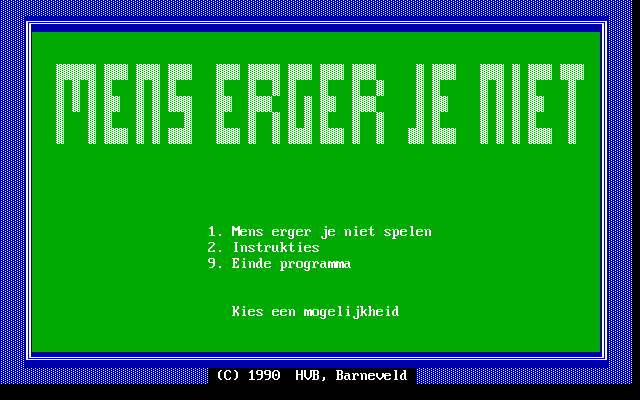 MENS ERGER JE NIET
1. Mens erger je niet spelen
2. Instrukties
9. Einde programma
Kies een mogelijkheid
(C) 1990  HVB, Barneveld